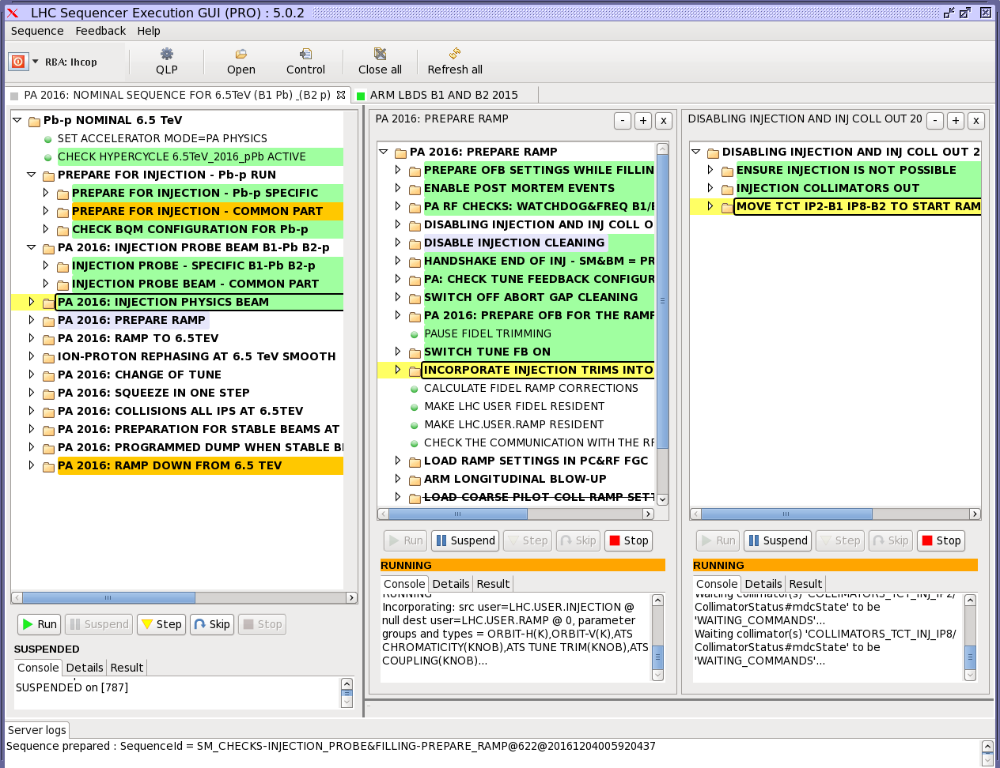 LHC Sequencer Execution GUI (PRO) : 5.0.2
Sequence Feedback Help
RBA: lhcop
QLP
Open
Control
Close all
Refresh all
PA 2016: NOMINAL SEQUENCE FOR 6.5TeV (B1 Pb) _(B2 p)
ARM LBDS B1 AND B2 2015
Pb-p NOMINAL 6.5 TeV
SET ACCELERATOR MODE=PA PHYSICS
CHECK HYPERCYCLE 6.5TeV_2016_pPb ACTIVE
PREPARE FOR INJECTION - Pb-p RUN
PREPARE FOR INJECTION - Pb-p SPECIFIC
PREPARE FOR INJECTION - COMMON PART
CHECK BQM CONFIGURATION FOR Pb-p
PA 2016: INJECTION PROBE BEAM B1-Pb B2-p
INJECTION PROBE - SPECIFIC B1-Pb B2-p
INJECTION PROBE BEAM - COMMON PART
PA 2016: INJECTION PHYSICS BEAM
PA 2016: PREPARE RAMP
PA 2016: RAMP TO 6.5TEV
ION-PROTON REPHASING AT 6.5 TeV SMOOTH
PA 2016: CHANGE OF TUNE
PA 2016: SQUEEZE IN ONE STEP
PA 2016: COLLISIONS ALL IPS AT 6.5TEV
PA 2016: PREPARATION FOR STABLE BEAMS AT
PA 2016: PROGRAMMED DUMP WHEN STABLE B
PA 2016: RAMP DOWN FROM 6.5 TEV
Run Suspend Step Skip Stop
SUSPENDED
Console Details Result
SUSPENDED on [787]
PA 2016: PREPARE RAMP
- + x
PA 2016: PREPARE RAMP
PREPARE OFB SETTINGS WHILE FILLIN
ENABLE POST MORTEM EVENTS
PA RF CHECKS: WATCHDOG&FREQ B1/
DISABLING INJECTION AND INJ COLL O
DISABLE INJECTION CLEANING
HANDSHAKE END OF INJ - SM&BM = PR
PA: CHECK TUNE FEEDBACK CONFIGUR
SWITCH OFF ABORT GAP CLEANING
PA 2016: PREPARE OFB FOR THE RAMP
PAUSE FIDEL TRIMMING
SWITCH TUNE FB ON
INCORPORATE INJECTION TRIMS INTO
CALCULATE FIDEL RAMP CORRECTIONS
MAKE LHC USER FIDEL RESIDENT
MAKE LHC.USER.RAMP RESIDENT
CHECK THE COMMUNICATION WITH THE RF
LOAD RAMP SETTINGS IN PC&RF FGC
ARM LONGITUDINAL BLOW-UP
LOAD COARSE PILOT COLL RAMP SETT
Run Suspend Step Skip Stop
RUNNING
Console Details Result
RUNNING
Incorporating: src user=LHC.USER.INJECTION @
null dest user=LHC.USER.RAMP @ 0, parameter
groups and types = ORBIT-H(K),ORBIT-V(K),ATS
CHROMATICITY(KNOB),ATS TUNE TRIM(KNOB),ATS
COUPLING(KNOB)...
DISABLING INJECTION AND INJ COLL OUT 20
- + x
DISABLING INJECTION AND INJ COLL OUT 2
ENSURE INJECTION IS NOT POSSIBLE
INJECTION COLLIMATORS OUT
MOVE TCT IP2-B1 IP8-B2 TO START RAM
Run Suspend Step Skip Stop
RUNNING
Console Details Result
Waiting collimator(s) 'COLLIMATORS_TCT_INJ_IP2/
CollimatorStatus#mdcState' to be
'WAITING_COMMANDS'...
Waiting collimator(s) 'COLLIMATORS_TCT_INJ_IP8/
CollimatorStatus#mdcState' to be
'WAITING_COMMANDS'...
Server logs
Sequence prepared : SequenceId = SM_CHECKS-INJECTION_PROBE&FILLING-PREPARE_RAMP@622@20161204005920437